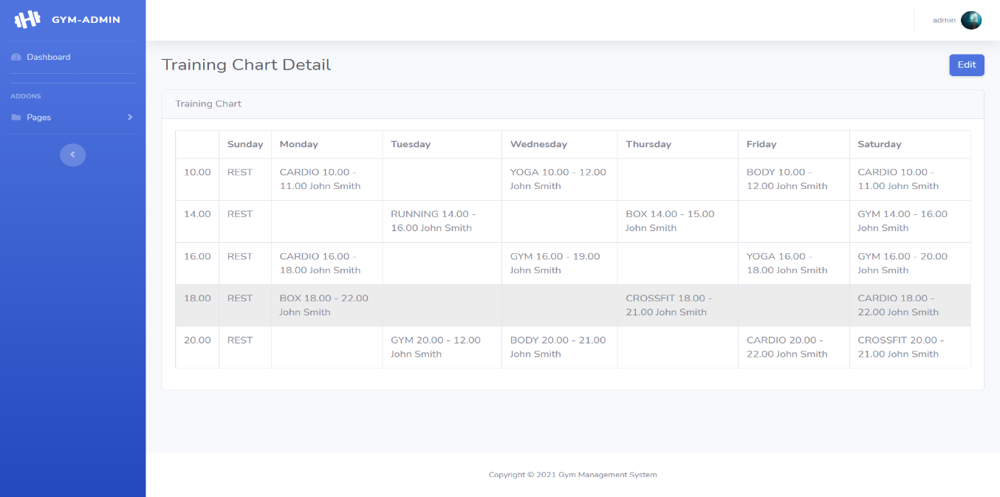 GYM-ADMIN
admin
Dashboard
ADDONS
Pages
Training Chart Detail
Edit
Training Chart
Sunday Monday Tuesday Wednesday Thursday Friday Saturday
10.00 REST CARDIO 10.00 - YOGA 10.00 - 12.00 BODY 10.00 - CARDIO 10.00 -
11.00 John Smith John Smith 12.00 John Smith 11.00 John Smith
14.00 REST RUNNING 14.00 - BOX 14.00 - 15.00 GYM 14.00 - 16.00
16.00 John Smith John Smith John Smith
16.00 REST CARDIO 16.00 - GYM 16.00 - 19.00 YOGA 16.00 - GYM 16.00 - 20.00
18.00 John Smith John Smith 18.00 John Smith John Smith
18.00 REST BOX 18.00 - 22.00 CROSSFIT 18.00 - CARDIO 18.00 -
John Smith 21.00 John Smith 22.00 John Smith
20.00 REST GYM 20.00 - 12.00 BODY 20.00 - 21.00 CARDIO 20.00 - CROSSFIT 20.00 -
John Smith John Smith 22.00 John Smith 21.00 John Smith
Copyright © 2021 Gym Management System